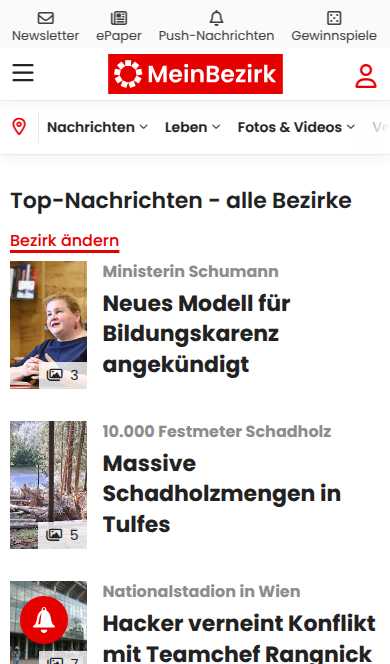 Newsletter ePaper Push-Nachrichten Gewinnspiele
MeinBezirk
Nachrichten Leben Fotos & Videos
Top-Nachrichten - alle Bezirke
Bezirk ändern
Ministerin Schumann
Neues Modell für
Bildungskarenz
angekündigt
3
10.000 Festmeter Schadholz
Massive
Schadholzmengen in
Tulfes
5
Nationalstadion in Wien
Hacker verneint Konflikt
mit Teamchef Rangnick
7